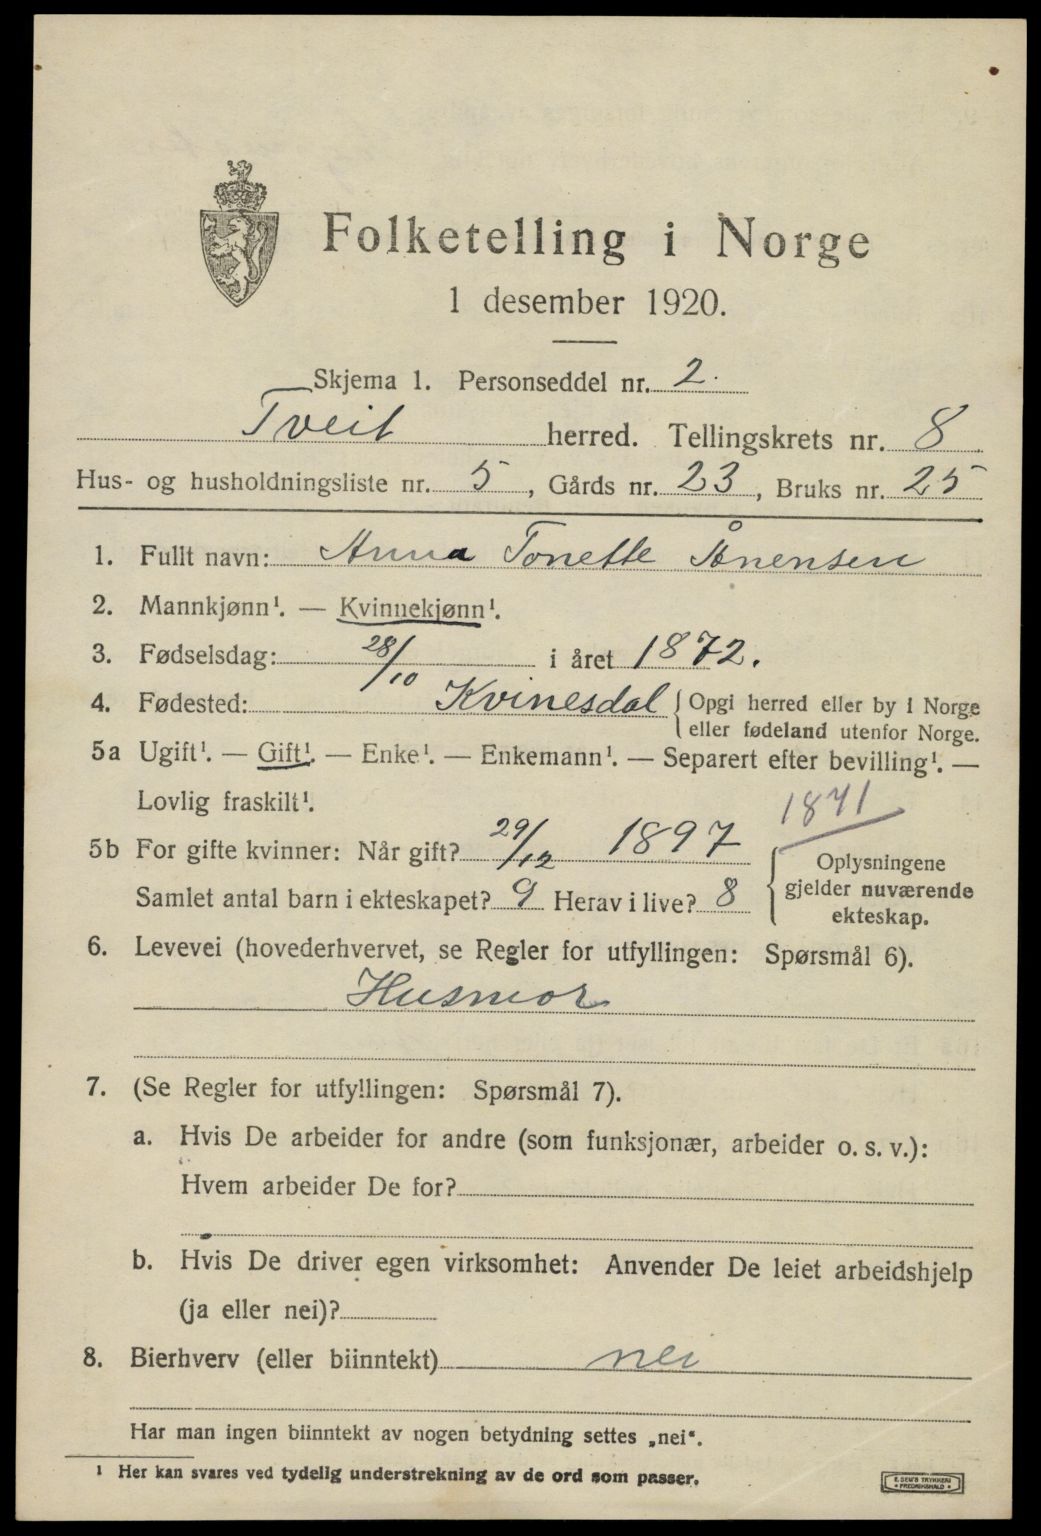 Folketelling i Norge
1 desember 1920.
Skjema 1. Personseddel nr. 2.
Tveit herred. Tellingskrets nr. 8
Hus- og husholdningsliste nr. 5, Gårds nr. 23, Bruks nr. 25
1. Fullt navn: Anna Tonette Ånensen
2. Mannkjønn¹. — Kvinnekjønn¹.
3. Fødselsdag: 28/10 i året 1872.
4. Fødested: Kvinesdal { Opgi herred eller by i Norge
eller fødeland utenfor Norge.
5a Ugift¹. — Gift¹. — Enke¹. — Enkemann¹. — Separert efter bevilling¹. —
Lovlig fraskilt¹.
1871
5b For gifte kvinner: Når gift? 29/12 1897 { Oplysningene
gjelder nuværende
ekteskap.
Samlet antal barn i ekteskapet? 9 Herav i live? 8
6. Levevei (hovederhvervet, se Regler for utfyllingen: Spørsmål 6).
Husmor
7. (Se Regler for utfyllingen: Spørsmål 7).
a. Hvis De arbeider for andre (som funksjonær, arbeider o. s. v.):
Hvem arbeider De for?
b. Hvis De driver egen virksomhet: Anvender De leiet arbeidshjelp
(ja eller nei)?
8. Bierhverv (eller biinntekt) nei
Har man ingen biinntekt av nogen betydning settes „nei“.
¹ Her kan svares ved tydelig understrekning av de ord som passer.
E. SEM'S TRYKKERI
• FREDRIKSHALD •